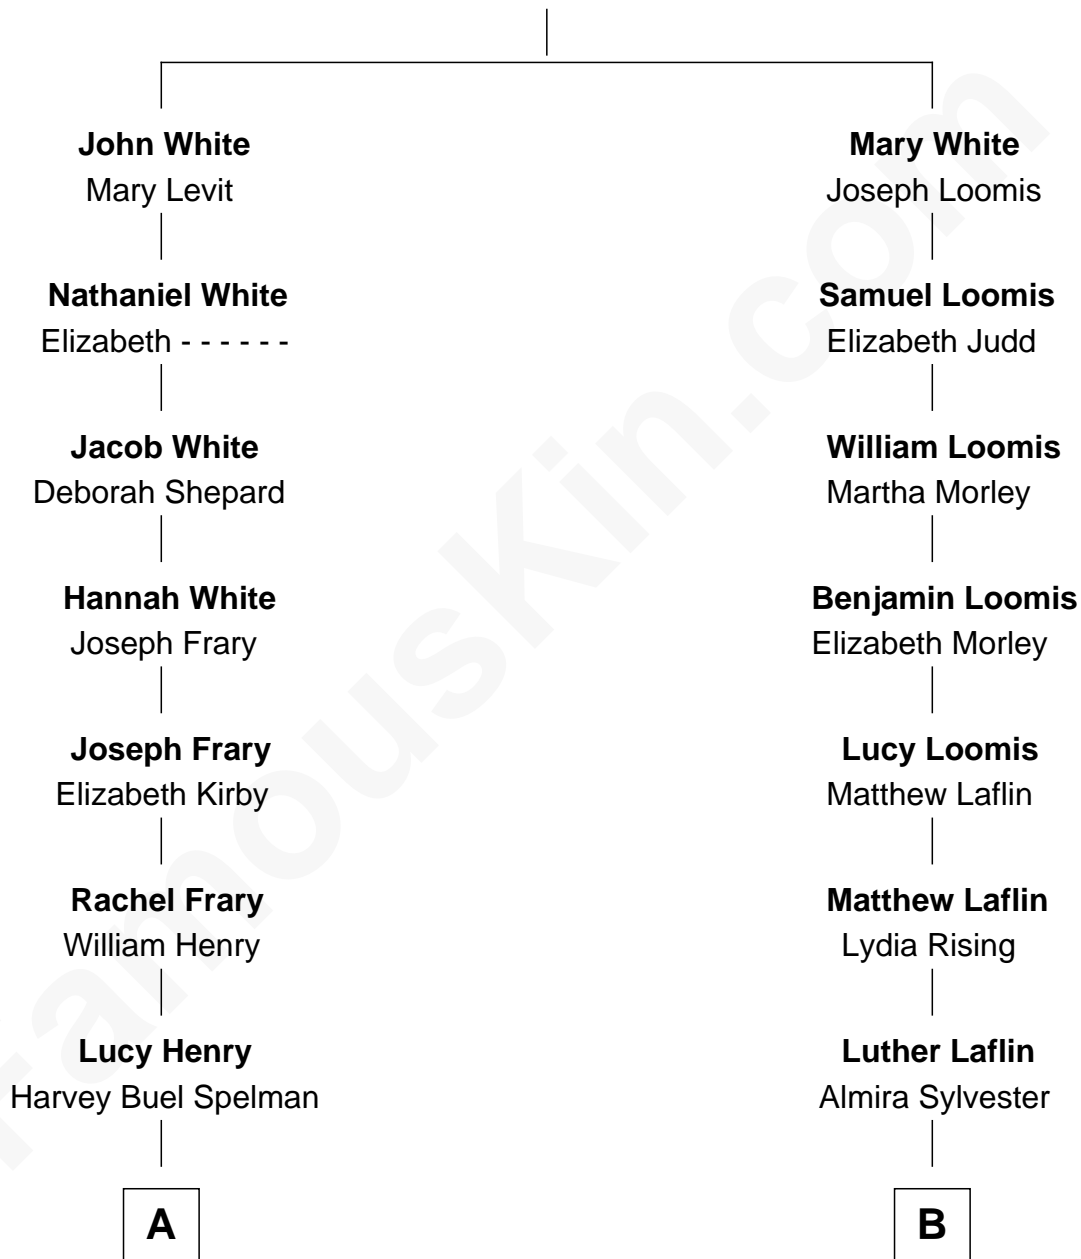 John White
Mary Levit
Nathaniel White
Elizabeth - - - - - -
Jacob White
Deborah Shepard
Hannah White
Joseph Frary
Joseph Frary
Elizabeth Kirby
Rachel Frary
William Henry
Lucy Henry
Harvey Buel Spelman
A
Mary White
Joseph Loomis
Samuel Loomis
Elizabeth Judd
William Loomis
Martha Morley
Benjamin Loomis
Elizabeth Morley
Lucy Loomis
Matthew Laflin
Matthew Laflin
Lydia Rising
Luther Laflin
Almira Sylvester
B
FamousKin.com